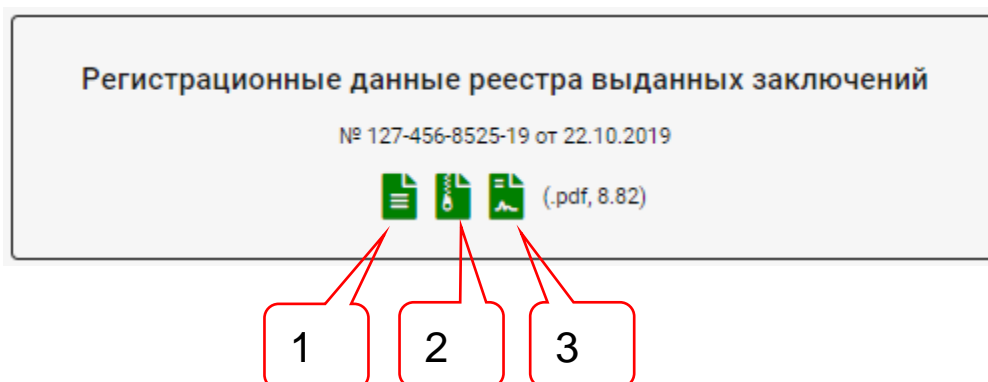 Регистрационные данные реестра выданных заключений
№ 127-456-8525-19 от 22.10.2019
(.pdf, 8.82)
1 2 3